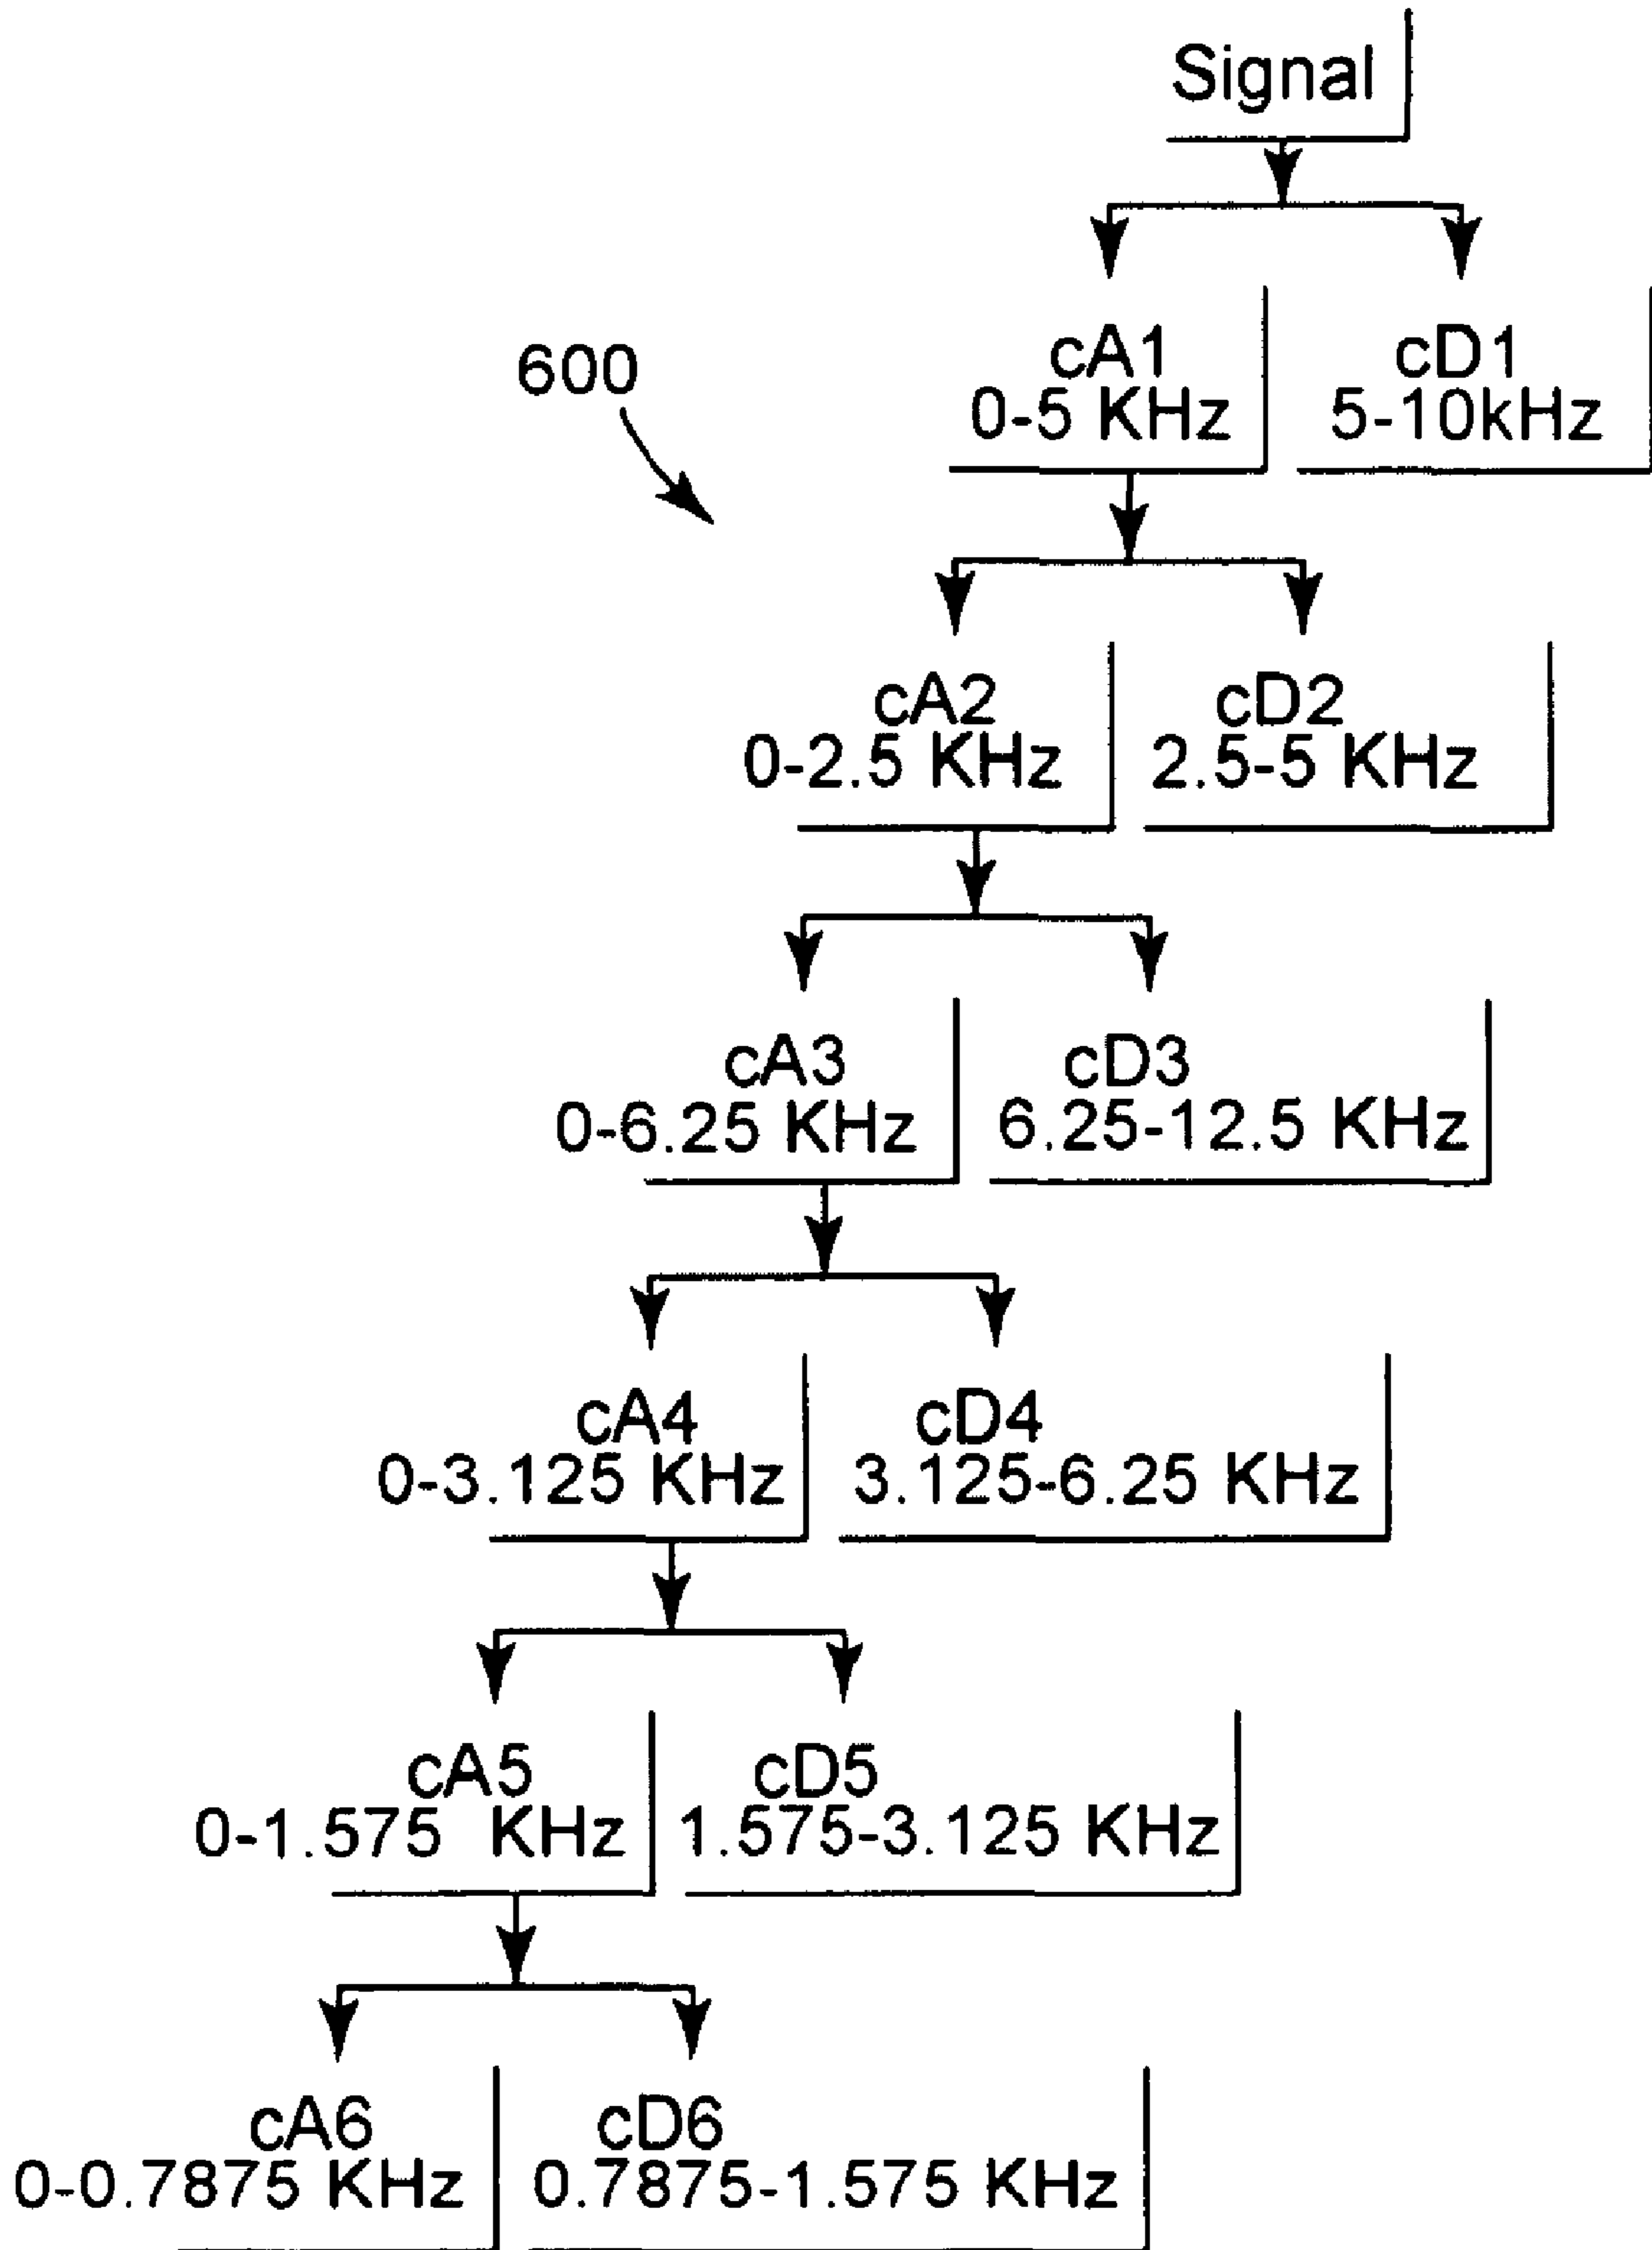 Signal
600
cA1
0-5 KHz
cD1
5-10kHz
cA2
0-2.5 KHz
cD2
2.5-5 KHz
cA3
0-6.25 KHz
cD3
6.25-12.5 KHz
cA4
0-3.125 KHz
cD4
3.125-6.25 KHz
cA5
0-1.575 KHz
cD5
1.575-3.125 KHz
cA6
0-0.7875 KHz
cD6
0.7875-1.575 KHz